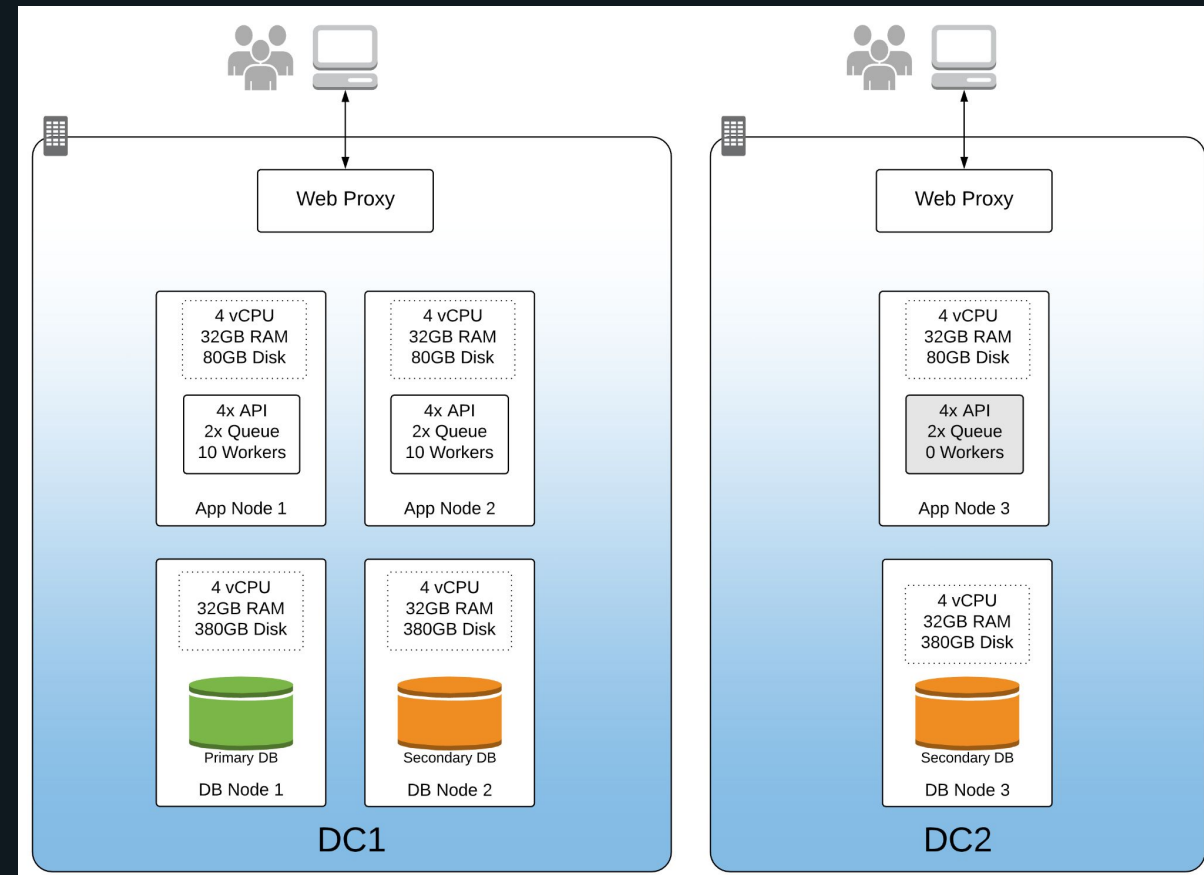 Web Proxy
4 vCPU
32GB RAM
80GB Disk
4x API
2x Queue
10 Workers
App Node 1
4 vCPU
32GB RAM
80GB Disk
4x API
2x Queue
10 Workers
App Node 2
4 vCPU
32GB RAM
380GB Disk
Primary DB
DB Node 1
4 vCPU
32GB RAM
380GB Disk
Secondary DB
DB Node 2
DC1
Web Proxy
4 vCPU
32GB RAM
80GB Disk
4x API
2x Queue
0 Workers
App Node 3
4 vCPU
32GB RAM
380GB Disk
Secondary DB
DB Node 3
DC2